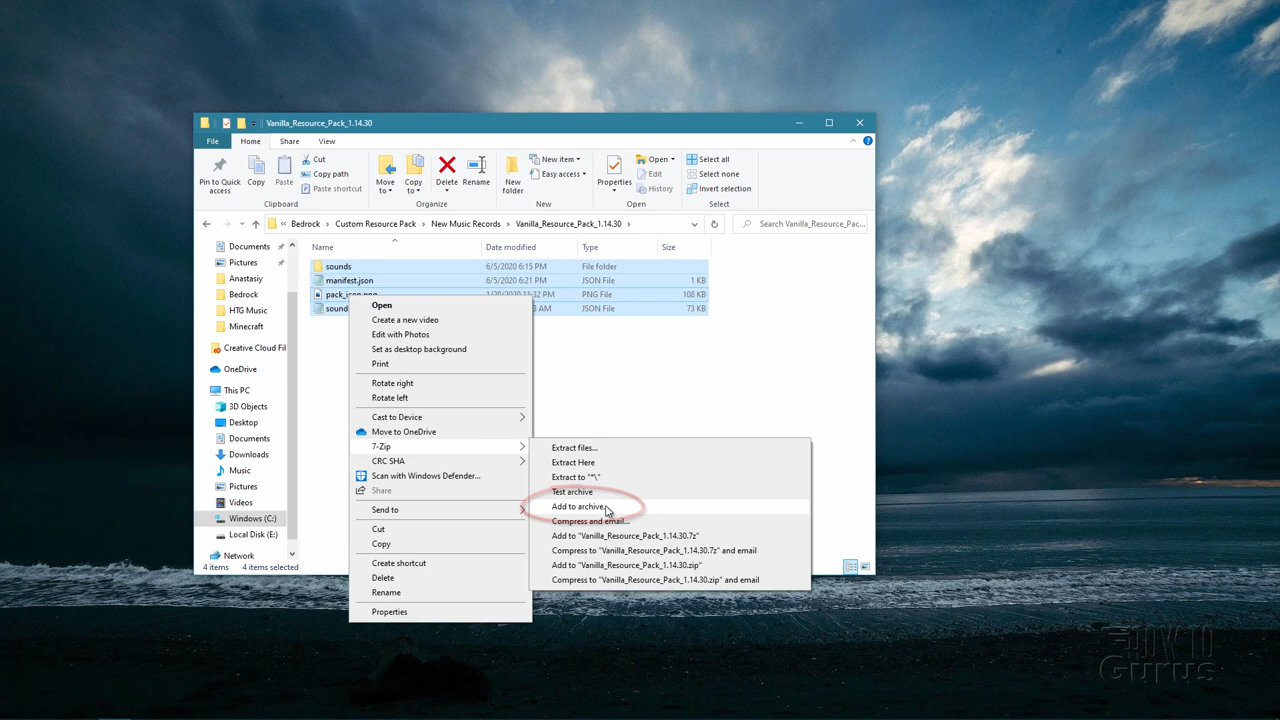 Vanilla_Resource_Pack_1.14.30
File Home Share View
Pin to Quick access
Copy
Paste
Cut
Copy path
Paste shortcut
Clipboard
Move to
Copy to
Delete
Rename
Organize
New folder
New item
Easy access
New
Properties
Open
Edit
History
Open
Select all
Select none
Invert selection
Select
« Bedrock > Custom Resource Pack > New Music Records > Vanilla_Resource_Pack_1.14.30 >
Search Vanilla_Resource_Pac...
Documents
Pictures
Anastasiy
Bedrock
HTG Music
Minecraft
Creative Cloud Fil
OneDrive
This PC
3D Objects
Desktop
Documents
Downloads
Music
Pictures
Videos
Windows (C:)
Local Disk (E:)
Network
Name Date modified Type Size
sounds 6/5/2020 6:15 PM File folder
manifest.json 6/5/2020 6:21 PM JSON File 1 KB
pack_icon.png 11:32 PM PNG File 108 KB
sound AM JSON File 73 KB
Open
Create a new video
Edit with Photos
Set as desktop background
Print
Rotate right
Rotate left
Cast to Device
Move to OneDrive
7-Zip
CRC SHA
Scan with Windows Defender...
Share
Send to
Cut
Copy
Create shortcut
Delete
Rename
Properties
Extract files...
Extract Here
Extract to "*\"
Test archive
Add to archive...
Compress and email...
Add to "Vanilla_Resource_Pack_1.14.30.7z"
Compress to "Vanilla_Resource_Pack_1.14.30.7z" and email
Add to "Vanilla_Resource_Pack_1.14.30.zip"
Compress to "Vanilla_Resource_Pack_1.14.30.zip" and email
4 items 4 items selected
HOW TO
Gurus